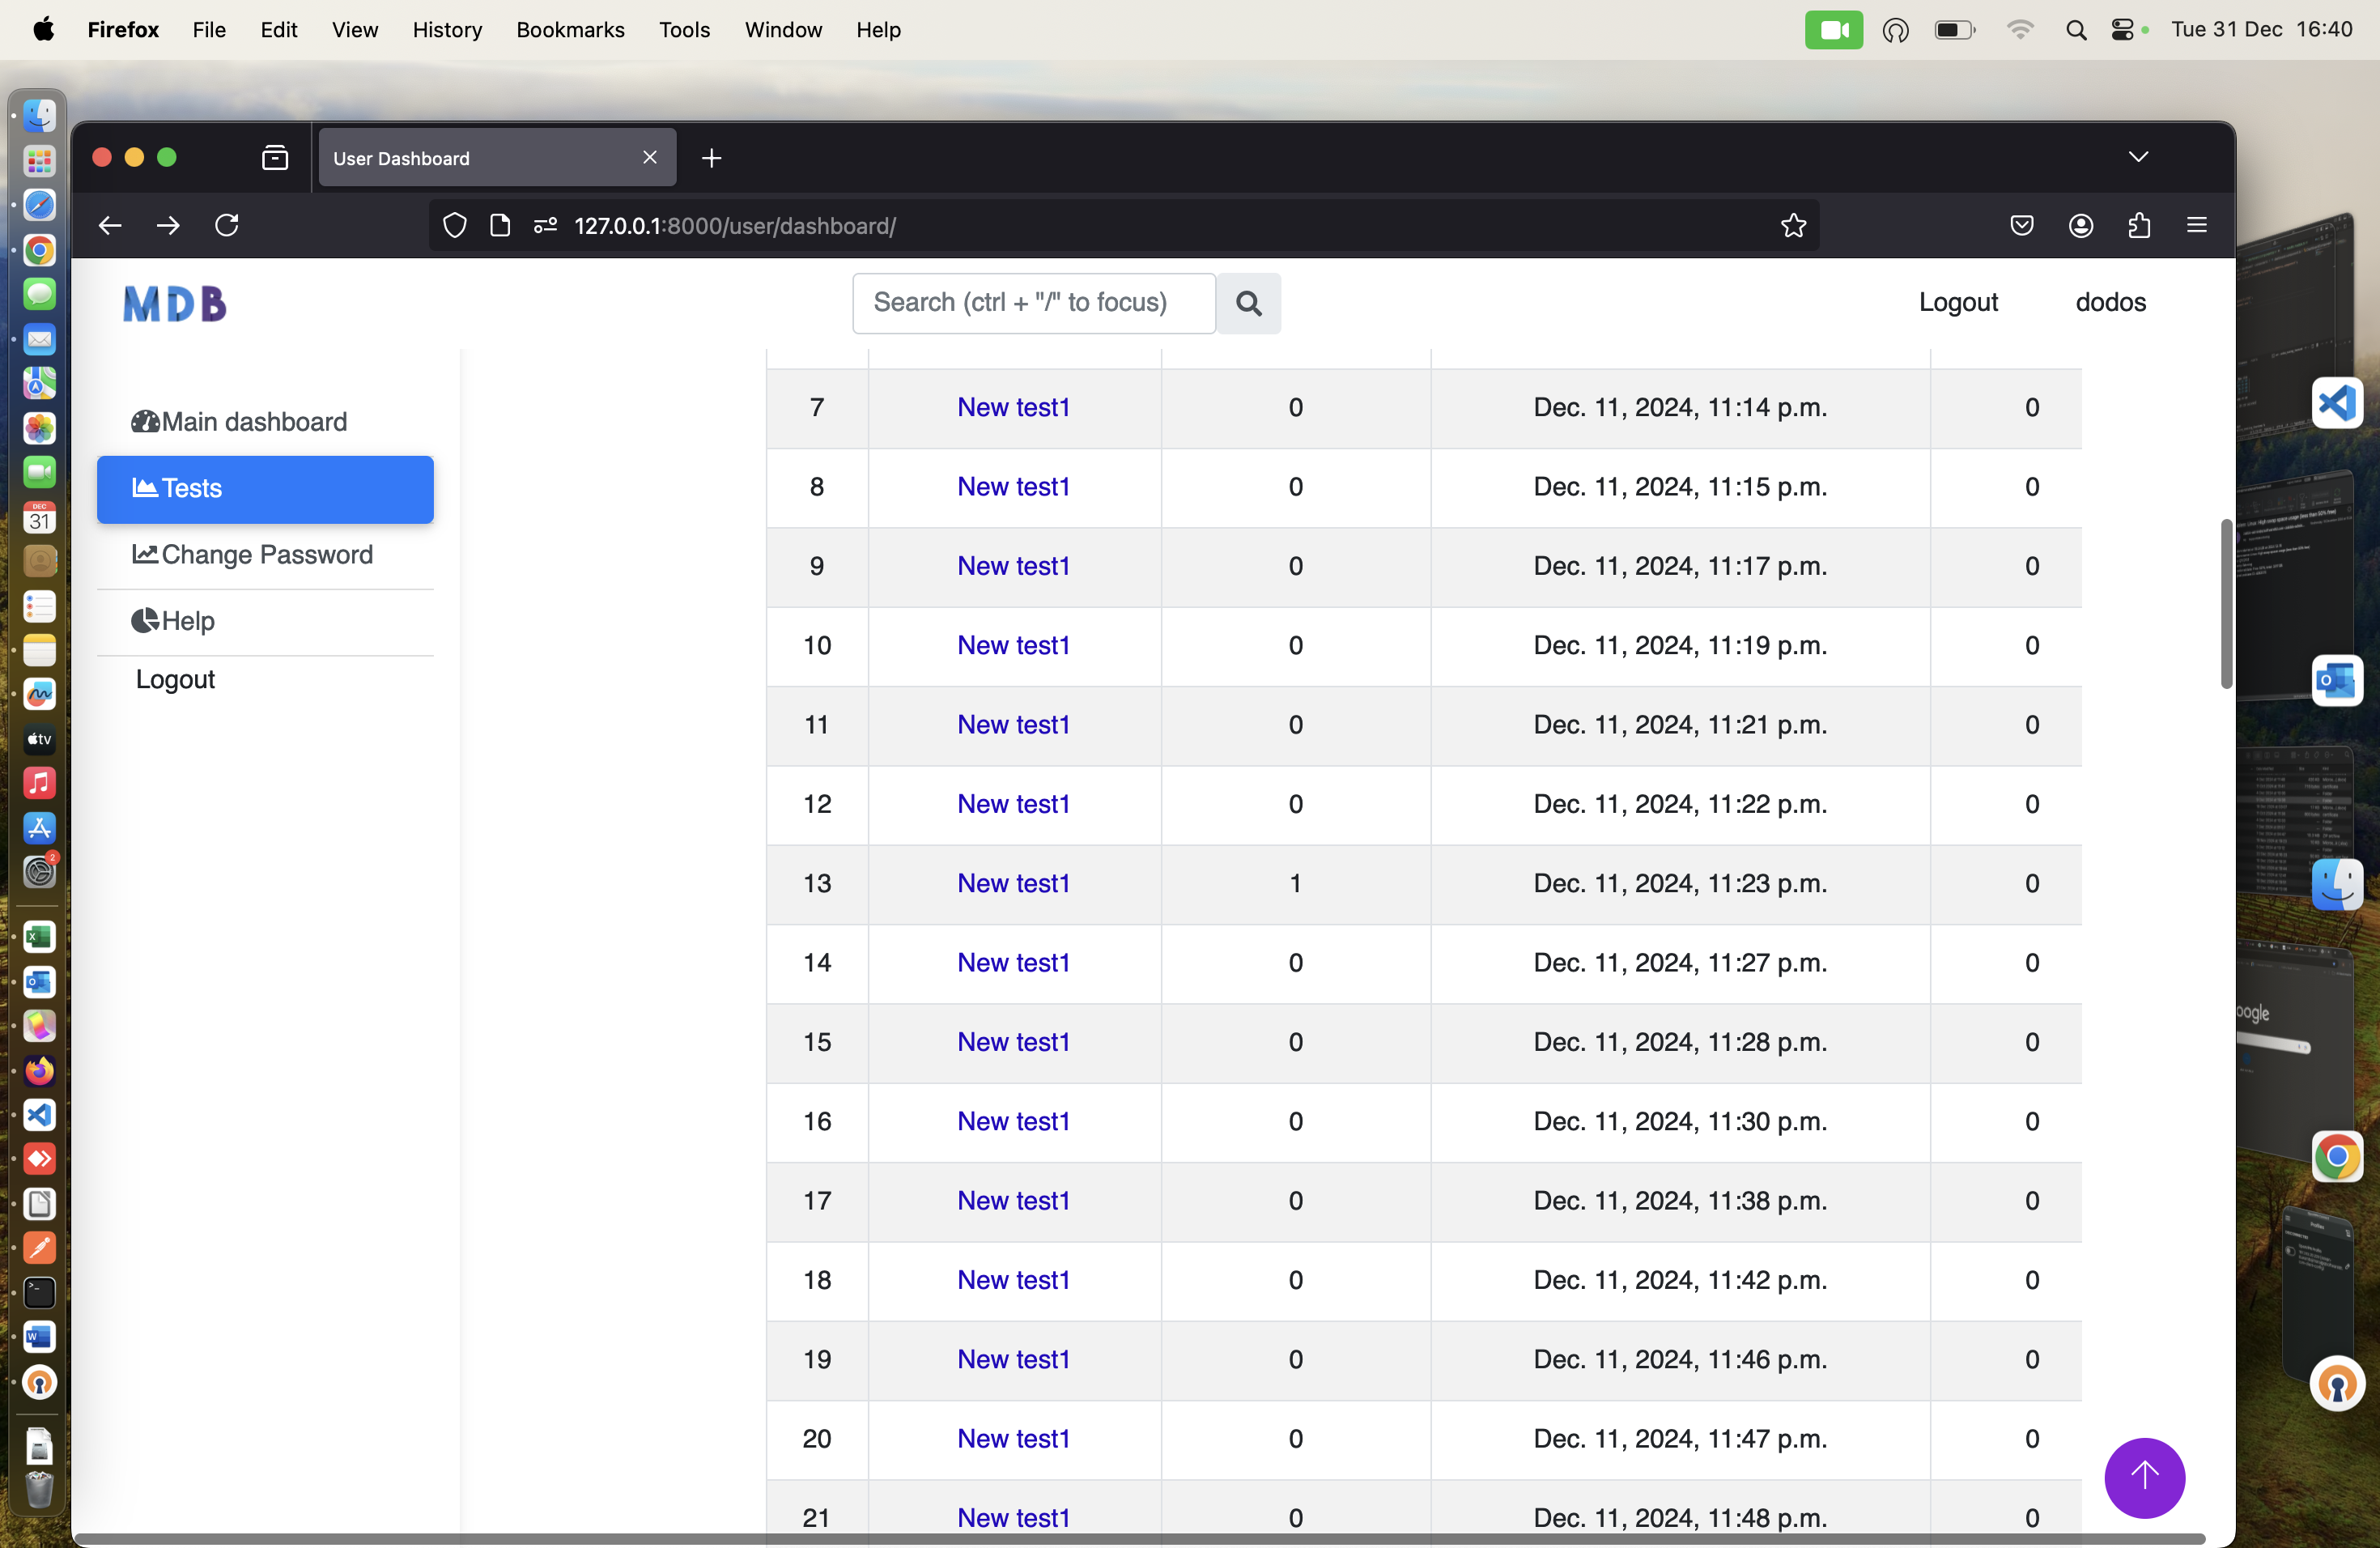 Firefox File Edit View History Bookmarks Tools Window Help Tue 31 Dec 16:40
User Dashboard
127.0.0.1:8000/user/dashboard/
MDB Search (ctrl + "/" to focus) Logout dodos
Main dashboard
Tests
Change Password
Help
Logout
7 New test1 0 Dec. 11, 2024, 11:14 p.m. 0
8 New test1 0 Dec. 11, 2024, 11:15 p.m. 0
9 New test1 0 Dec. 11, 2024, 11:17 p.m. 0
10 New test1 0 Dec. 11, 2024, 11:19 p.m. 0
11 New test1 0 Dec. 11, 2024, 11:21 p.m. 0
12 New test1 0 Dec. 11, 2024, 11:22 p.m. 0
13 New test1 1 Dec. 11, 2024, 11:23 p.m. 0
14 New test1 0 Dec. 11, 2024, 11:27 p.m. 0
15 New test1 0 Dec. 11, 2024, 11:28 p.m. 0
16 New test1 0 Dec. 11, 2024, 11:30 p.m. 0
17 New test1 0 Dec. 11, 2024, 11:38 p.m. 0
18 New test1 0 Dec. 11, 2024, 11:42 p.m. 0
19 New test1 0 Dec. 11, 2024, 11:46 p.m. 0
20 New test1 0 Dec. 11, 2024, 11:47 p.m. 0
21 New test1 0 Dec. 11, 2024, 11:48 p.m. 0
DEC
31
tv
2
oogle